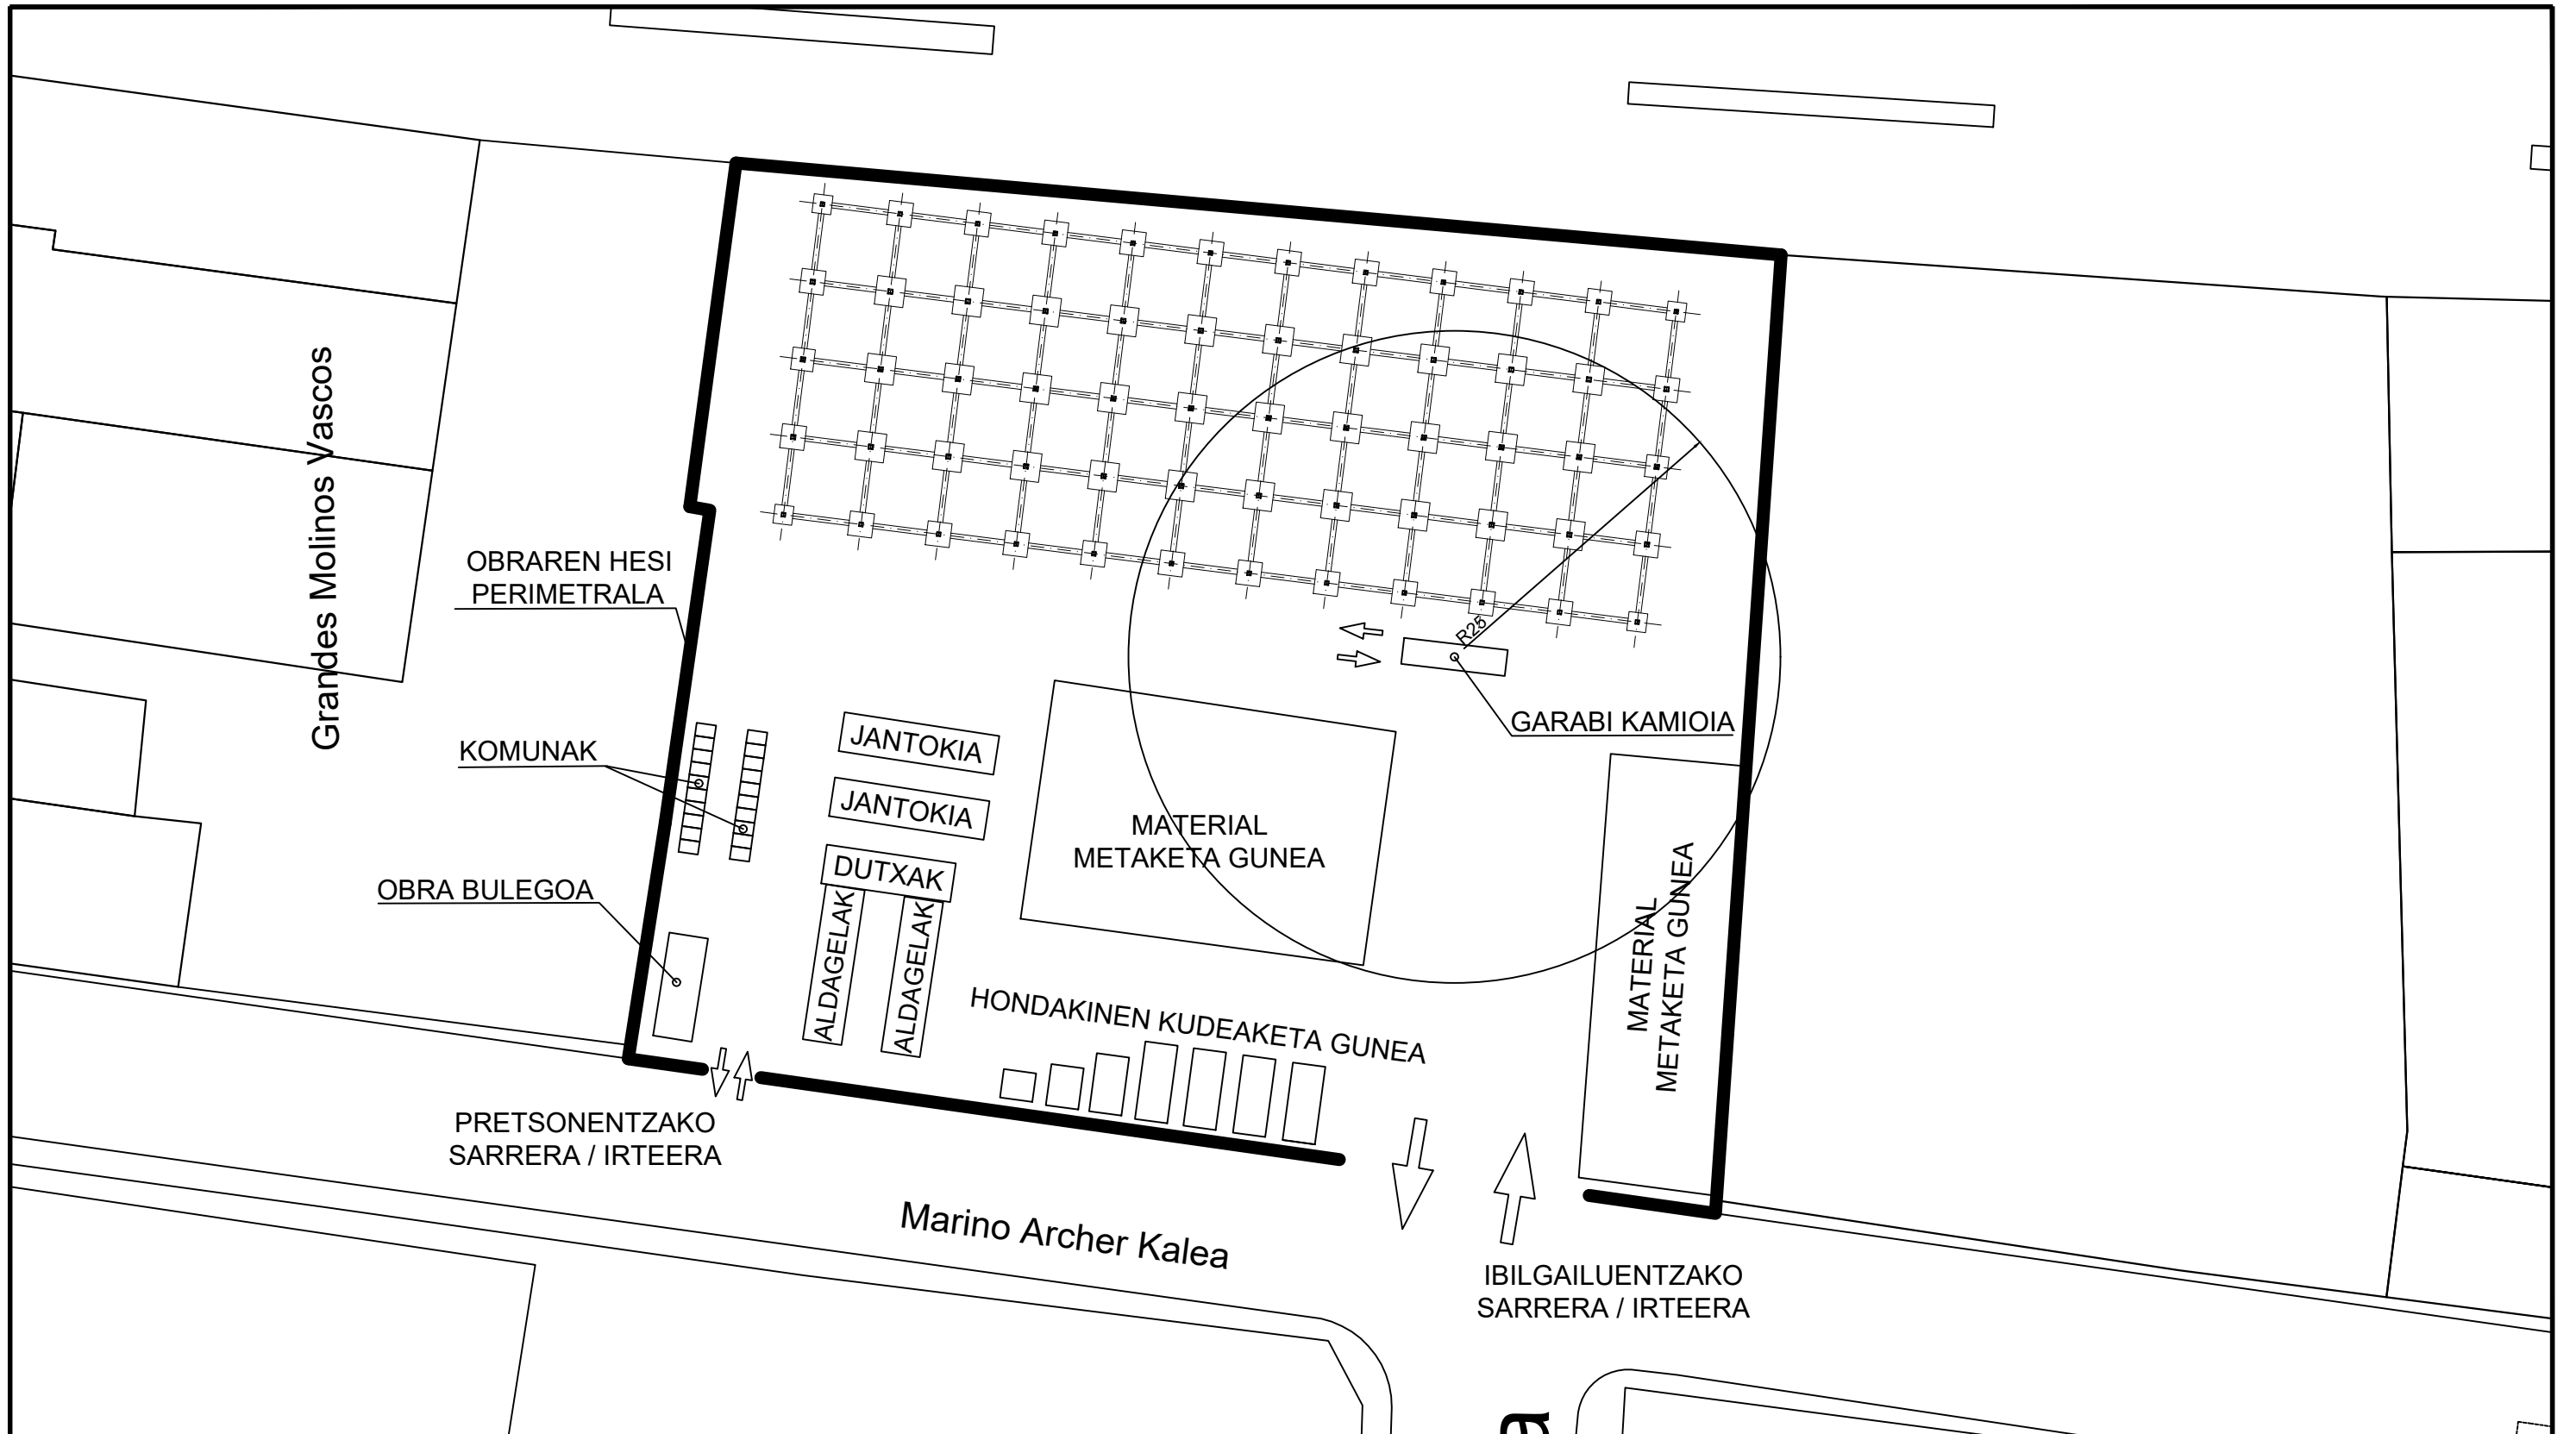 Grandes Molinos Vascos
OBRAREN HESI
PERIMETRALA
R25
GARABI KAMIOIA
KOMUNAK
JANTOKIA
JANTOKIA
DUTXAK
ALDAGELAK
ALDAGELAK
MATERIAL
METAKETA GUNEA
MATERIAL
METAKETA GUNEA
OBRA BULEGOA
HONDAKINEN KUDEAKETA GUNEA
PRETSONENTZAKO
SARRERA / IRTEERA
Marino Archer Kalea
IBILGAILUENTZAKO
SARRERA / IRTEERA
a